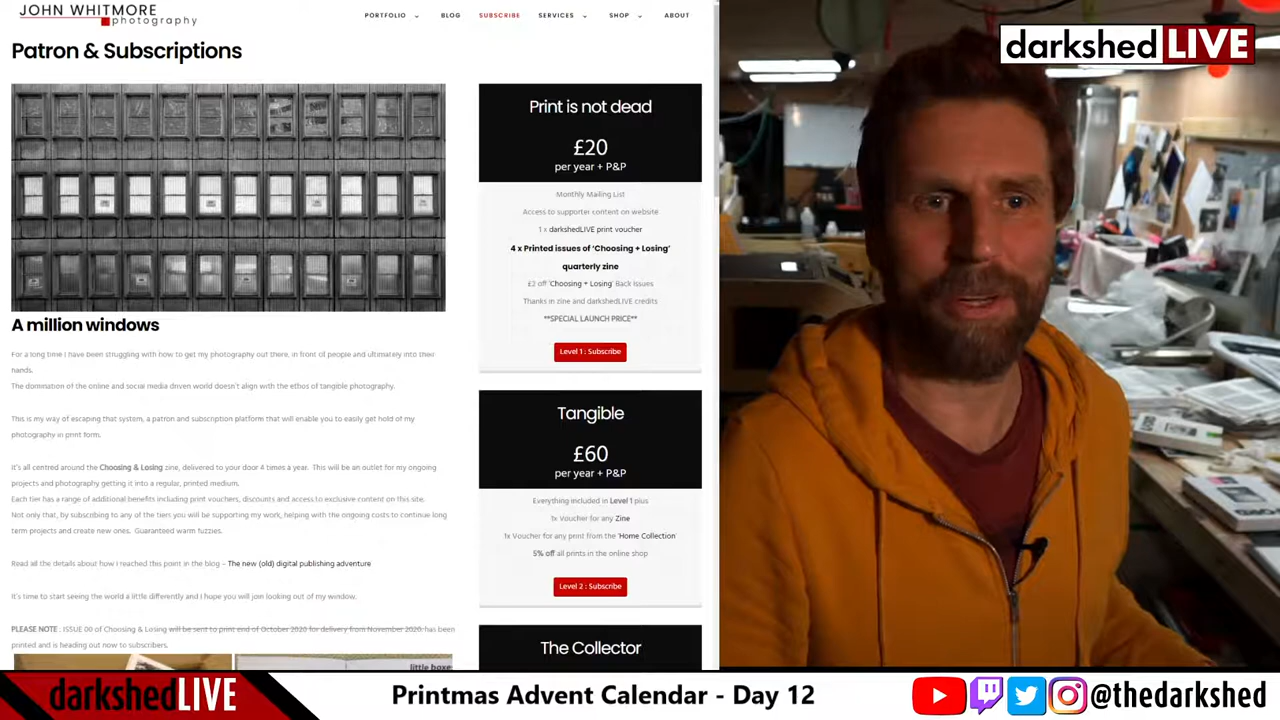 JOHN WHITMORE
photography
PORTFOLIO
BLOG
SUBSCRIBE
SERVICES
SHOP
ABOUT
darkshed LIVE
Patron & Subscriptions
A million windows
For a long time I have been struggling with how to get my photography out there, in front of people and ultimately into their
hands.
The domination of the online and social media driven world doesn't align with the ethos of tangible photography.
This is my way of escaping that system, a patron and subscription platform that will enable you to easily get hold of my
photography in print form.
It's all centred around the Choosing & Losing zine, delivered to your door 4 times a year. This will be an outlet for my ongoing
projects and photography getting it into a regular, printed medium.
Each tier has a range of additional benefits including print vouchers, discounts and access to exclusive content on this site.
Not only that, by subscribing to any of the tiers you will be supporting my work, helping with the ongoing costs to continue long
term projects and create new ones. Guaranteed warm fuzzies.
Read all the details about how I reached this point in the blog – The new (old) digital publishing adventure
It's time to start seeing the world a little differently and I hope you will join looking out of my window.
PLEASE NOTE : ISSUE 00 of Choosing & Losing will be sent to print end of October 2020 for delivery from November 2020. has been
printed and is heading out now to subscribers.
little boxe
Print is not dead
£20
per year + P&P
Monthly Mailing List
Access to supporter content on website
1 x darkshedLIVE print voucher
4 x Printed issues of 'Choosing + Losing'
quarterly zine
£2 off 'Choosing + Losing' Back Issues
Thanks in zine and darkshedLIVE credits
**SPECIAL LAUNCH PRICE**
Level 1 : Subscribe
Tangible
£60
per year + P&P
Everything included in Level 1 plus
1x Voucher for any Zine
1x Voucher for any print from the 'Home Collection'
5% off all prints in the online shop
Level 2 : Subscribe
The Collector
darkshedLIVE
Printmas Advent Calendar - Day 12
@thedarkshed